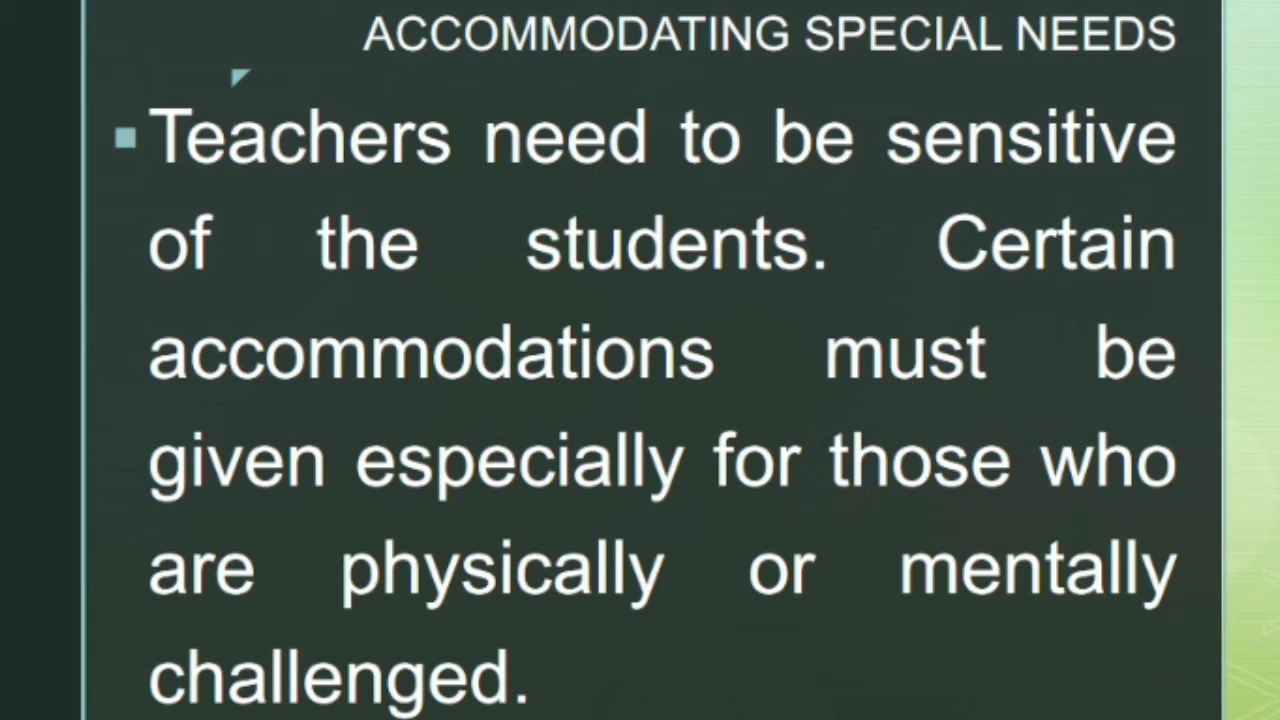 ACCOMMODATING SPECIAL NEEDS
Teachers need to be sensitive
of the students. Certain
accommodations must be
given especially for those who
are physically or mentally
challenged.